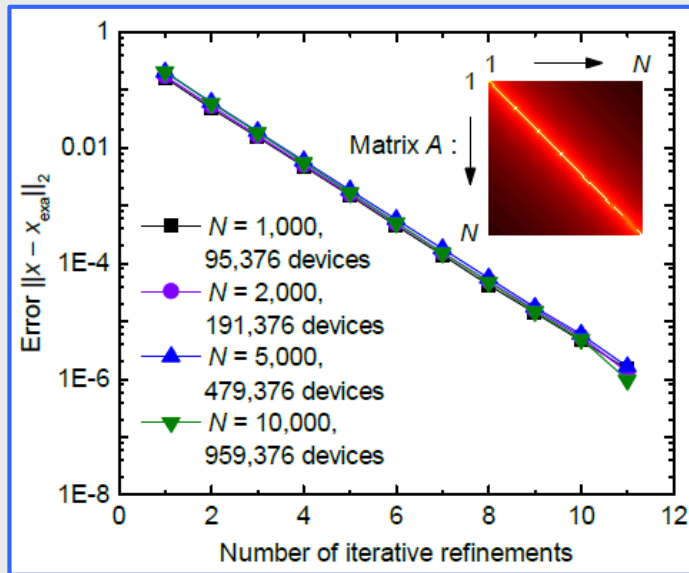 1
0.01
1E-4
1E-6
1E-8
0 2 4 6 8 10 12
Error ||x − x_exa||_2
Number of iterative refinements
1 N
1
Matrix A :
N
N = 1,000,
95,376 devices
N = 2,000,
191,376 devices
N = 5,000,
479,376 devices
N = 10,000,
959,376 devices